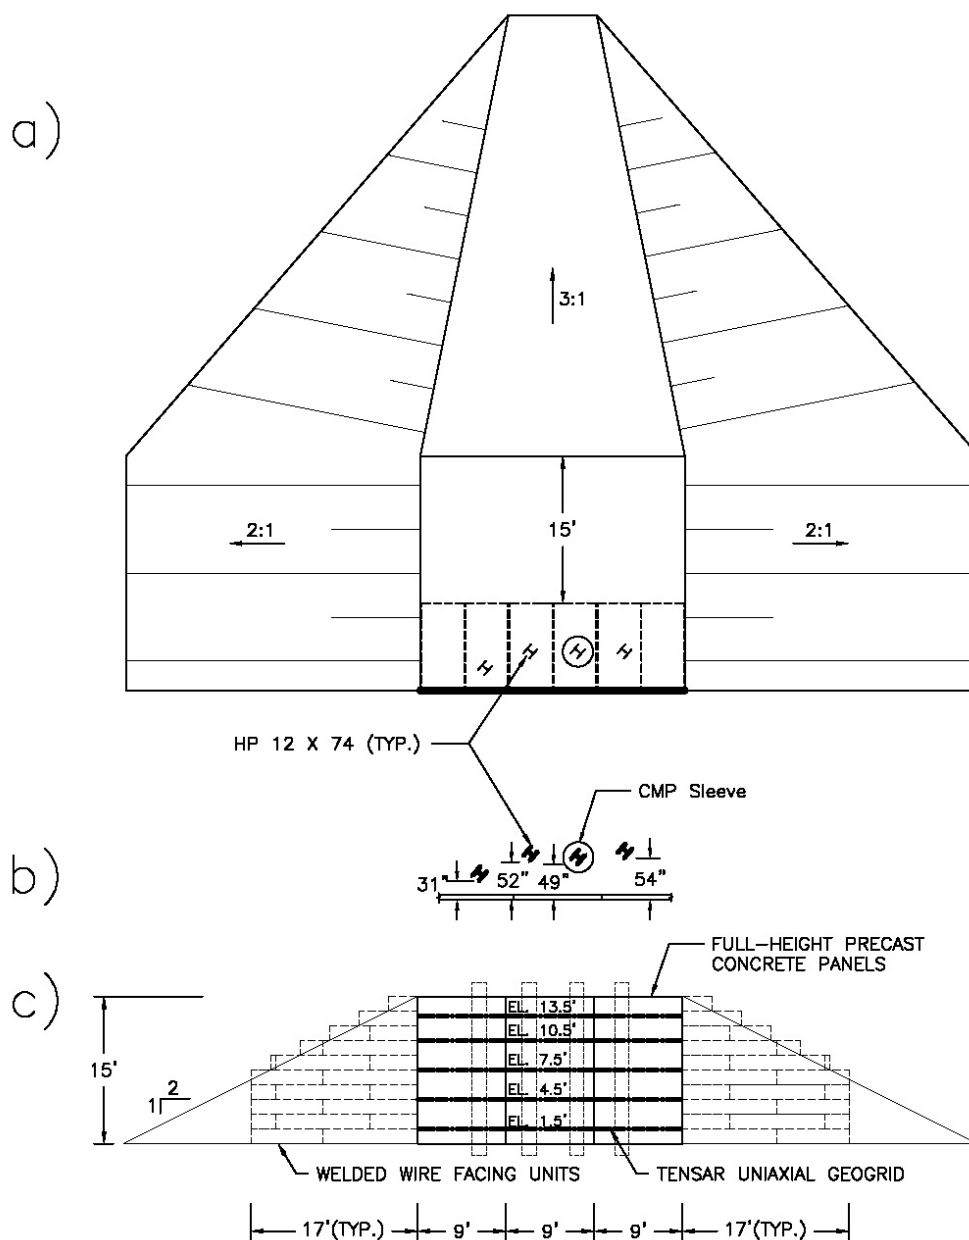 a)
3:1
15'
2:1
2:1
HP 12 X 74 (TYP.)
CMP Sleeve
b)
31"
52"
49"
54"
FULL-HEIGHT PRECAST
CONCRETE PANELS
c)
EL. 13.5'
EL. 10.5'
15'
EL. 7.5'
2
1
EL. 4.5'
EL. 1.5'
WELDED WIRE FACING UNITS
TENSAR UNIAXIAL GEOGRID
17'(TYP.)
9'
9'
9'
17'(TYP.)